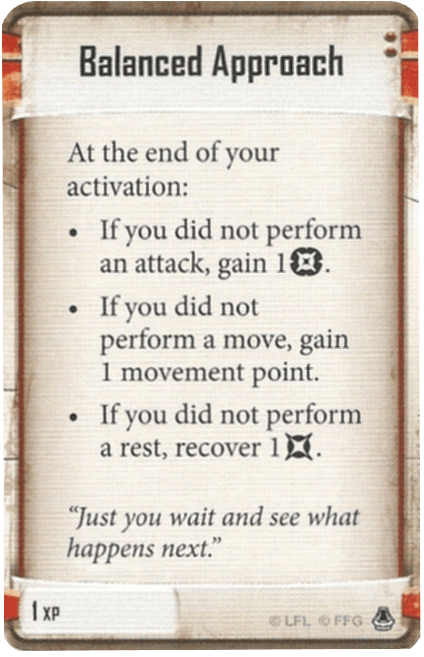 Balanced Approach
At the end of your
activation:
• If you did not perform
an attack, gain 1.
• If you did not
perform a move, gain
1 movement point.
• If you did not perform
a rest, recover 1.
“Just you wait and see what
happens next.”
1 XP
© LFL © FFG